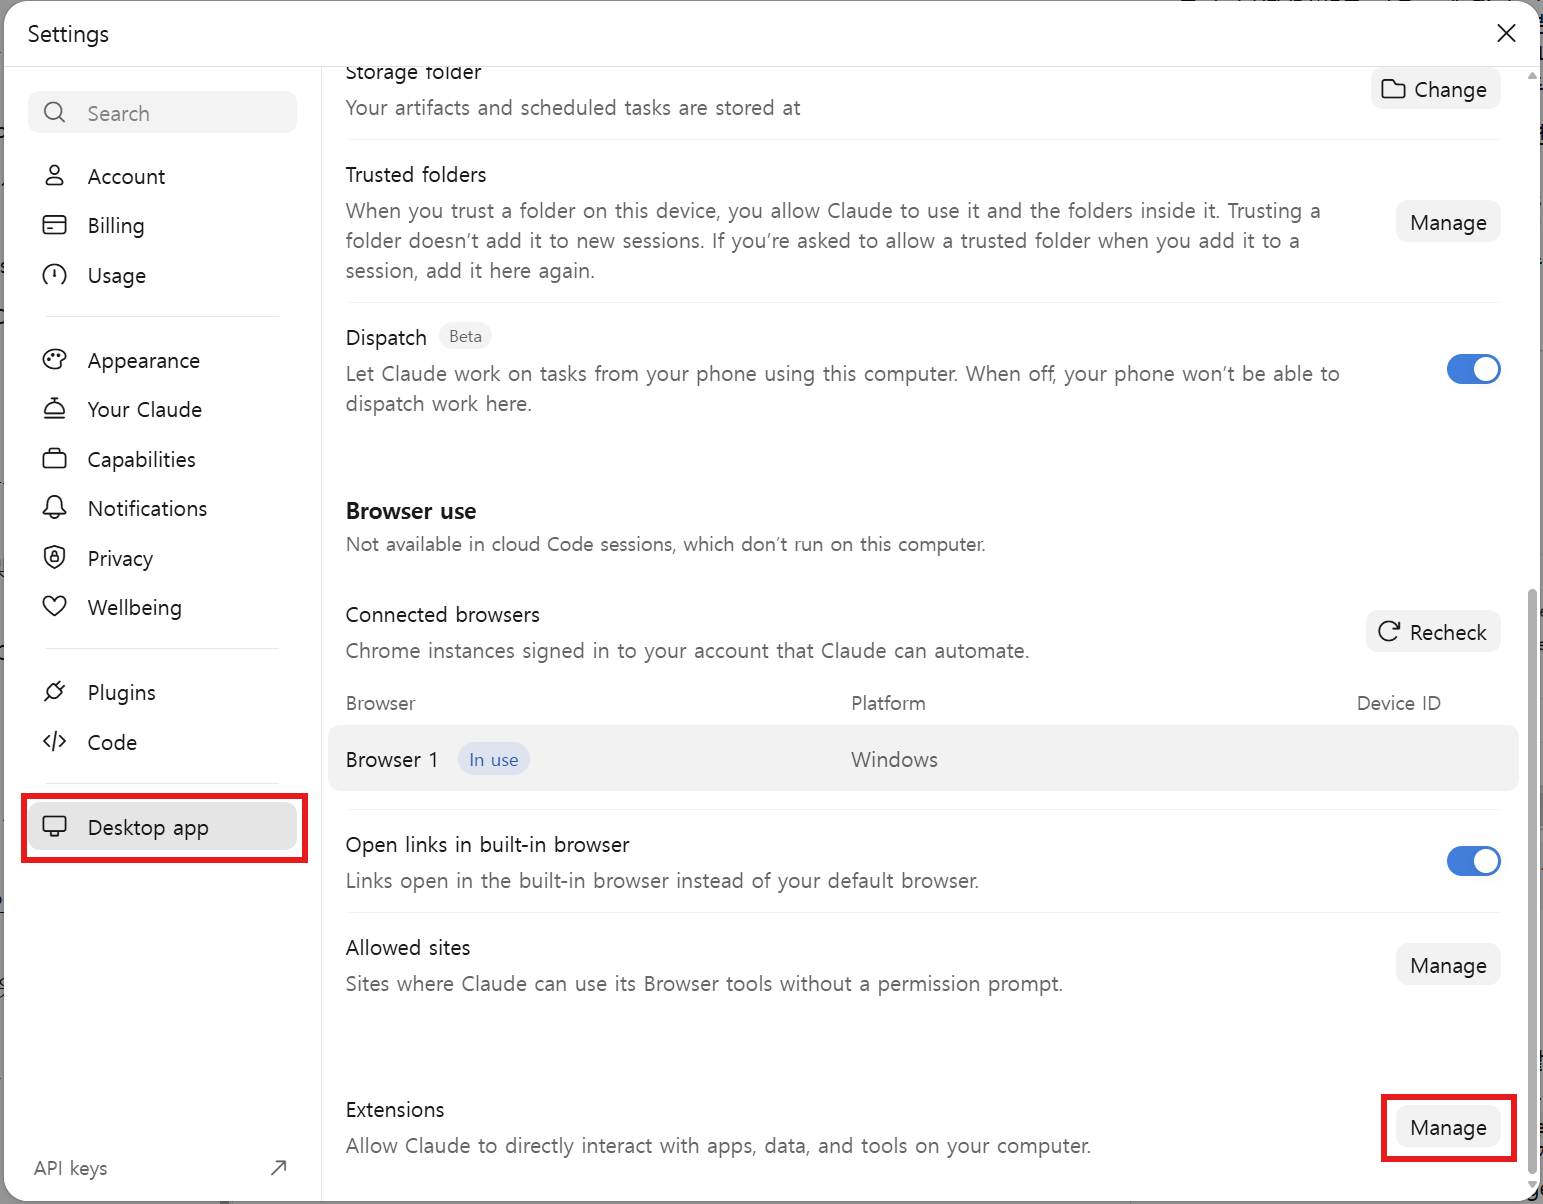 Settings
Search
Account
Billing
Usage
Appearance
Your Claude
Capabilities
Notifications
Privacy
Wellbeing
Plugins
Code
Desktop app
API keys
Storage folder
Your artifacts and scheduled tasks are stored at
Change
Trusted folders
When you trust a folder on this device, you allow Claude to use it and the folders inside it. Trusting a
folder doesn’t add it to new sessions. If you’re asked to allow a trusted folder when you add it to a
session, add it here again.
Manage
Dispatch Beta
Let Claude work on tasks from your phone using this computer. When off, your phone won’t be able to
dispatch work here.
Browser use
Not available in cloud Code sessions, which don’t run on this computer.
Connected browsers
Chrome instances signed in to your account that Claude can automate.
Recheck
Browser Platform Device ID
Browser 1 In use Windows
Open links in built-in browser
Links open in the built-in browser instead of your default browser.
Allowed sites
Sites where Claude can use its Browser tools without a permission prompt.
Manage
Extensions
Allow Claude to directly interact with apps, data, and tools on your computer.
Manage